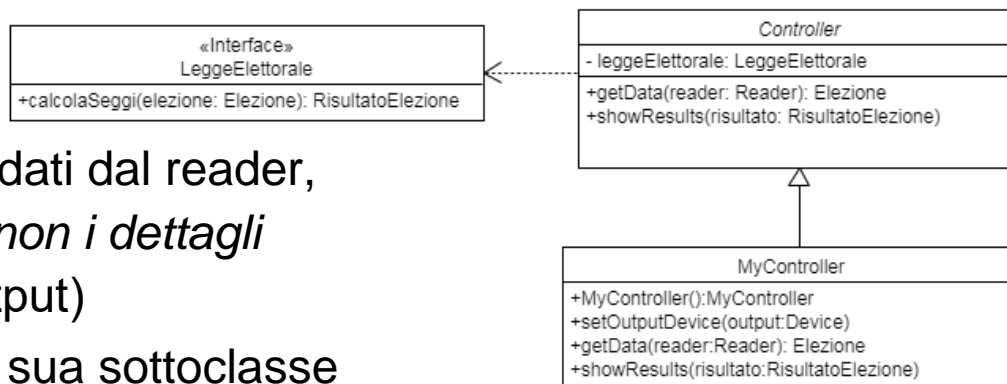 «Interface»
LeggeElettorale
+calcolaSeggi(elezione: Elezione): RisultatoElezione
Controller
- leggeElettorale: LeggeElettorale
+getData(reader: Reader): Elezione
+showResults(risultato: RisultatoElezione)
dati dal reader,
non i dettagli
tput)
sua sottoclasse
MyController
+MyController():MyController
+setOutputDevice(output:Device)
+getData(reader:Reader): Elezione
+showResults(risultato:RisultatoElezione)